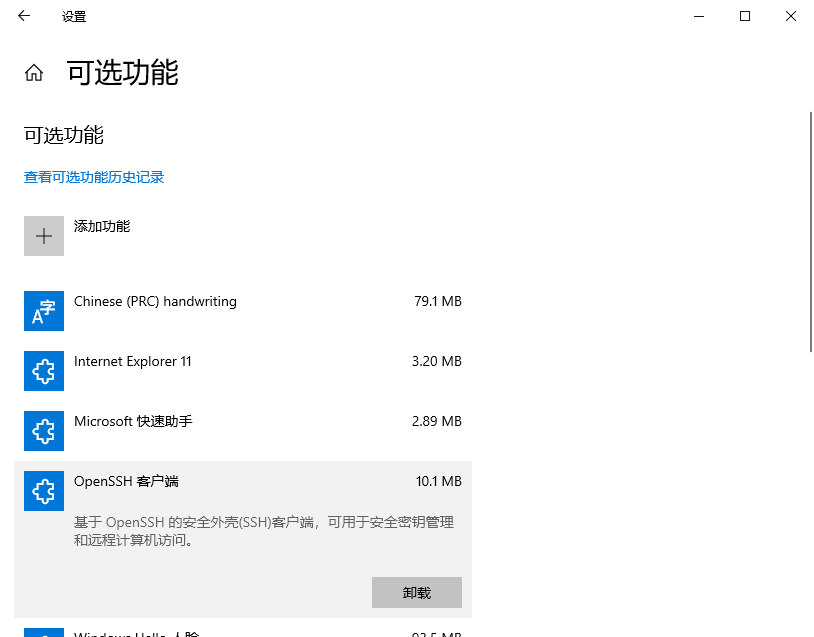 设置
可选功能
可选功能
查看可选功能历史记录
添加功能
Chinese (PRC) handwriting 79.1 MB
Internet Explorer 11 3.20 MB
Microsoft 快速助手 2.89 MB
OpenSSH 客户端 10.1 MB
基于 OpenSSH 的安全外壳(SSH)客户端，可用于安全密钥管理
和远程计算机访问。
卸载
Windows Hello 人脸